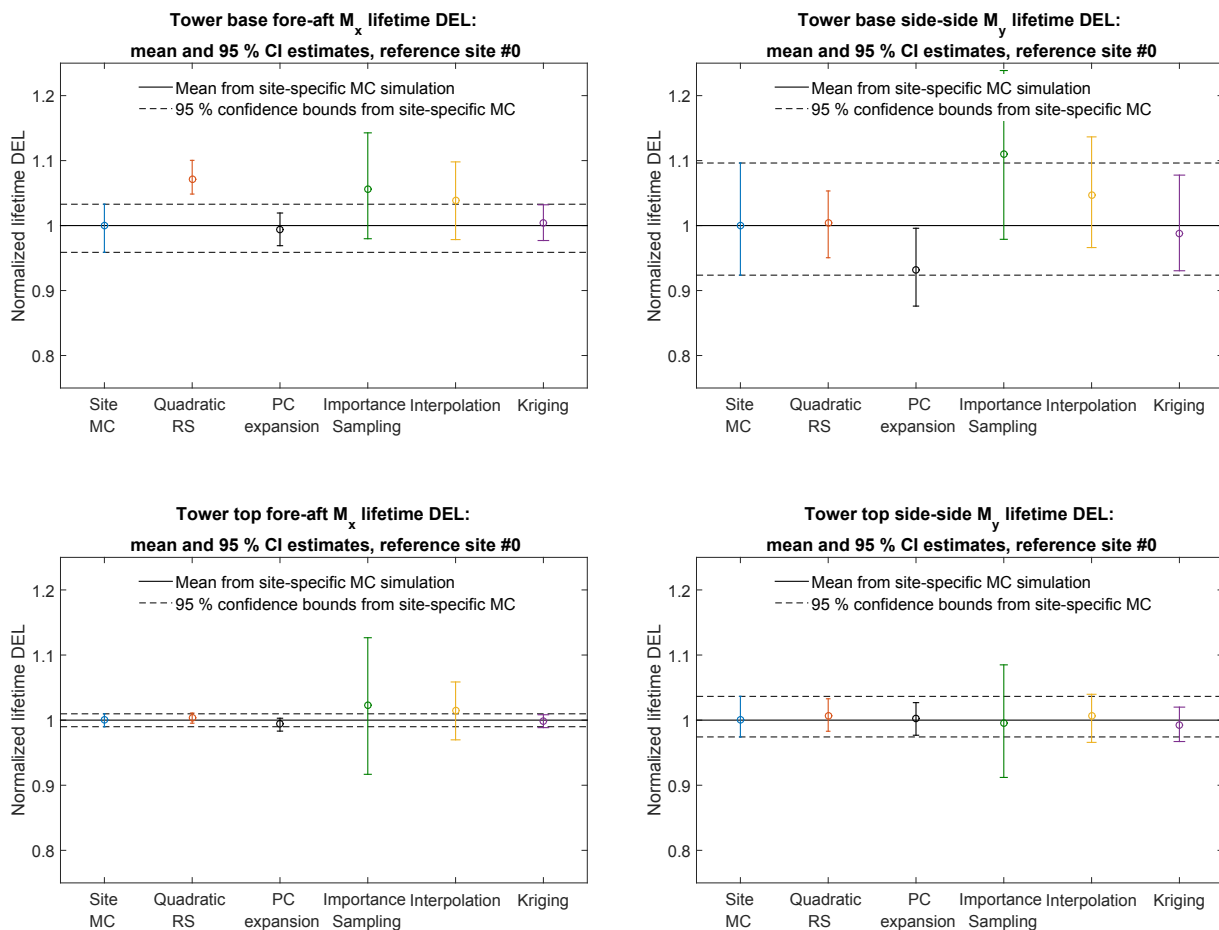 Tower base fore-aft Mx lifetime DEL:
mean and 95 % CI estimates, reference site #0
Mean from site-specific MC simulation
95 % confidence bounds from site-specific MC
Normalized lifetime DEL
1.2
1.1
1
0.9
0.8
Site
MC
Quadratic
RS
PC
expansion
Importance
Sampling
Interpolation
Kriging
Tower base side-side My lifetime DEL:
mean and 95 % CI estimates, reference site #0
Mean from site-specific MC simulation
95 % confidence bounds from site-specific MC
Normalized lifetime DEL
1.2
1.1
1
0.9
0.8
Site
MC
Quadratic
RS
PC
expansion
Importance
Sampling
Interpolation
Kriging
Tower top fore-aft Mx lifetime DEL:
mean and 95 % CI estimates, reference site #0
Mean from site-specific MC simulation
95 % confidence bounds from site-specific MC
Normalized lifetime DEL
1.2
1.1
1
0.9
0.8
Site
MC
Quadratic
RS
PC
expansion
Importance
Sampling
Interpolation
Kriging
Tower top side-side My lifetime DEL:
mean and 95 % CI estimates, reference site #0
Mean from site-specific MC simulation
95 % confidence bounds from site-specific MC
Normalized lifetime DEL
1.2
1.1
1
0.9
0.8
Site
MC
Quadratic
RS
PC
expansion
Importance
Sampling
Interpolation
Kriging